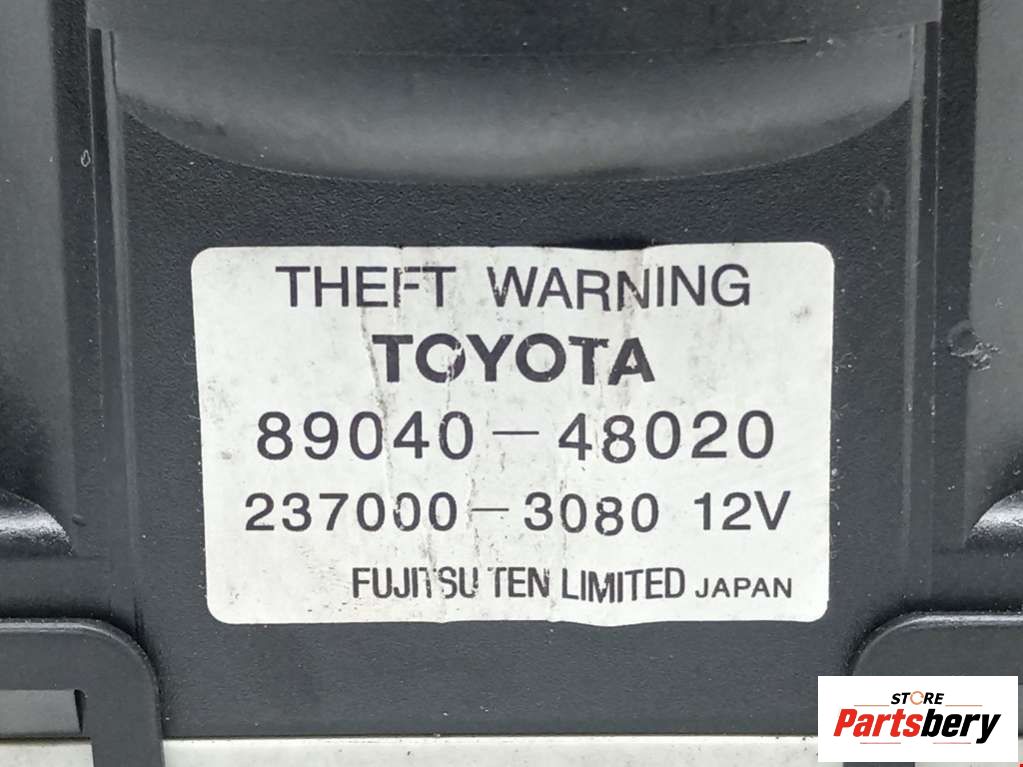 THEFT WARNING
TOYOTA
89040-48020
237000-3080 12V
FUJITSU TEN LIMITED JAPAN
STORE
Partsbery